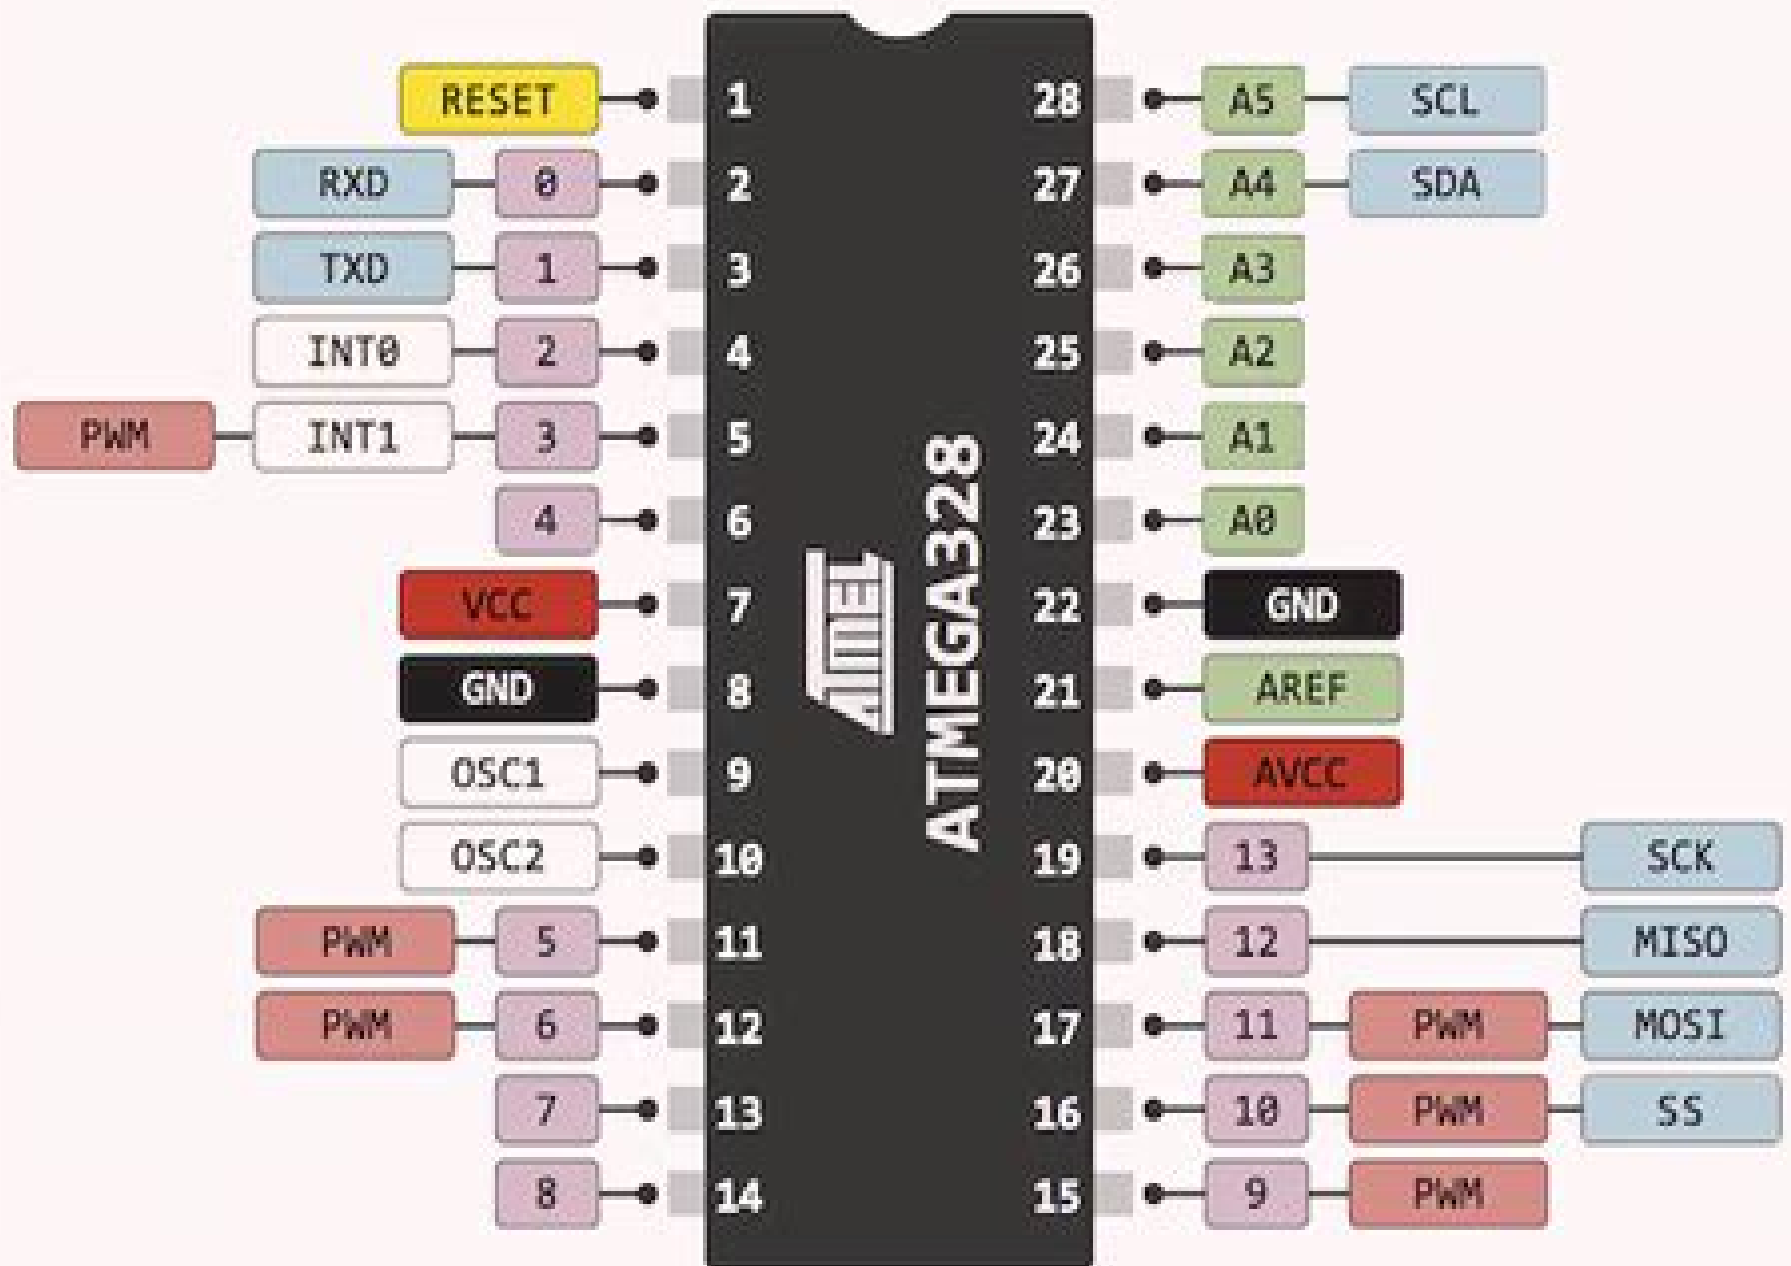 RESET 1 28 A5 SCL
RXD 0 2 27 A4 SDA
TXD 1 3 26 A3
INT0 2 4 25 A2
PWM INT1 3 5 24 A1
4 6 23 A0
VCC 7 22 GND
GND 8 21 AREF
OSC1 9 20 AVCC
OSC2 10 19 13 SCK
PWM 5 11 18 12 MISO
PWM 6 12 17 11 PWM MOSI
7 13 16 10 PWM SS
8 14 15 9 PWM
ATMEL
ATMEGA328